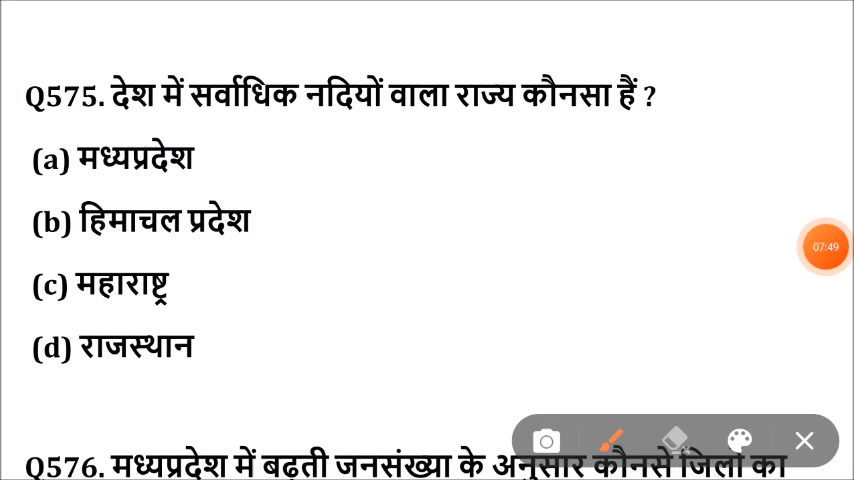 Q575. देश में सर्वाधिक नदियों वाला राज्य कौनसा हैं ?
(a) मध्यप्रदेश
(b) हिमाचल प्रदेश
(c) महाराष्ट्र
(d) राजस्थान
07:49
Q576. मध्यप्रदेश में बढ़ती जनसंख्या के अनुसार कौनसे जिलों का